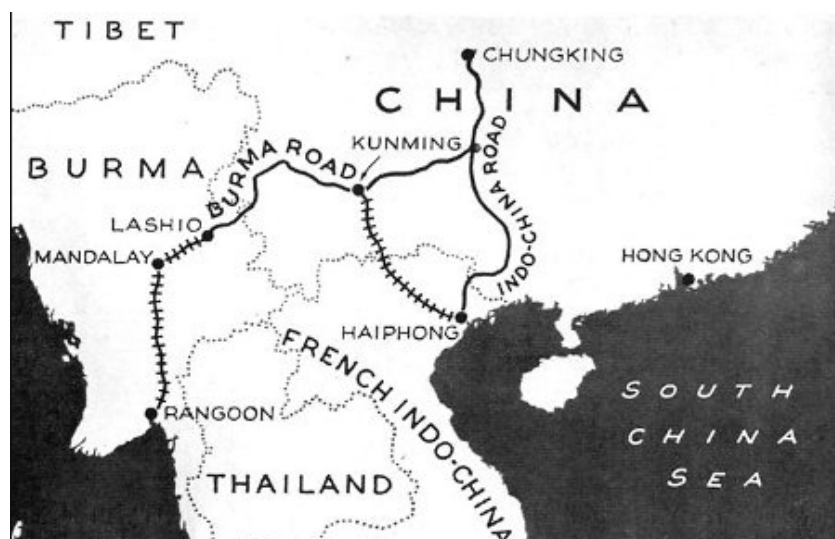 TIBET
CHUNGKING
CHINA
BURMA ROAD
KUNMING
INDO-CHINA ROAD
BURMA
LASHIO
MANDALAY
HONG KONG
HAIPHONG
FRENCH INDO-CHINA
RANGOON
THAILAND
SOUTH
CHINA
SEA